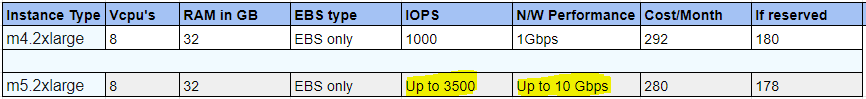 Instance Type Vcpu's RAM in GB EBS type IOPS N/W Performance Cost/Month If reserved
m4.2xlarge 8 32 EBS only 1000 1Gbps 292 180
m5.2xlarge 8 32 EBS only Up to 3500 Up to 10 Gbps 280 178